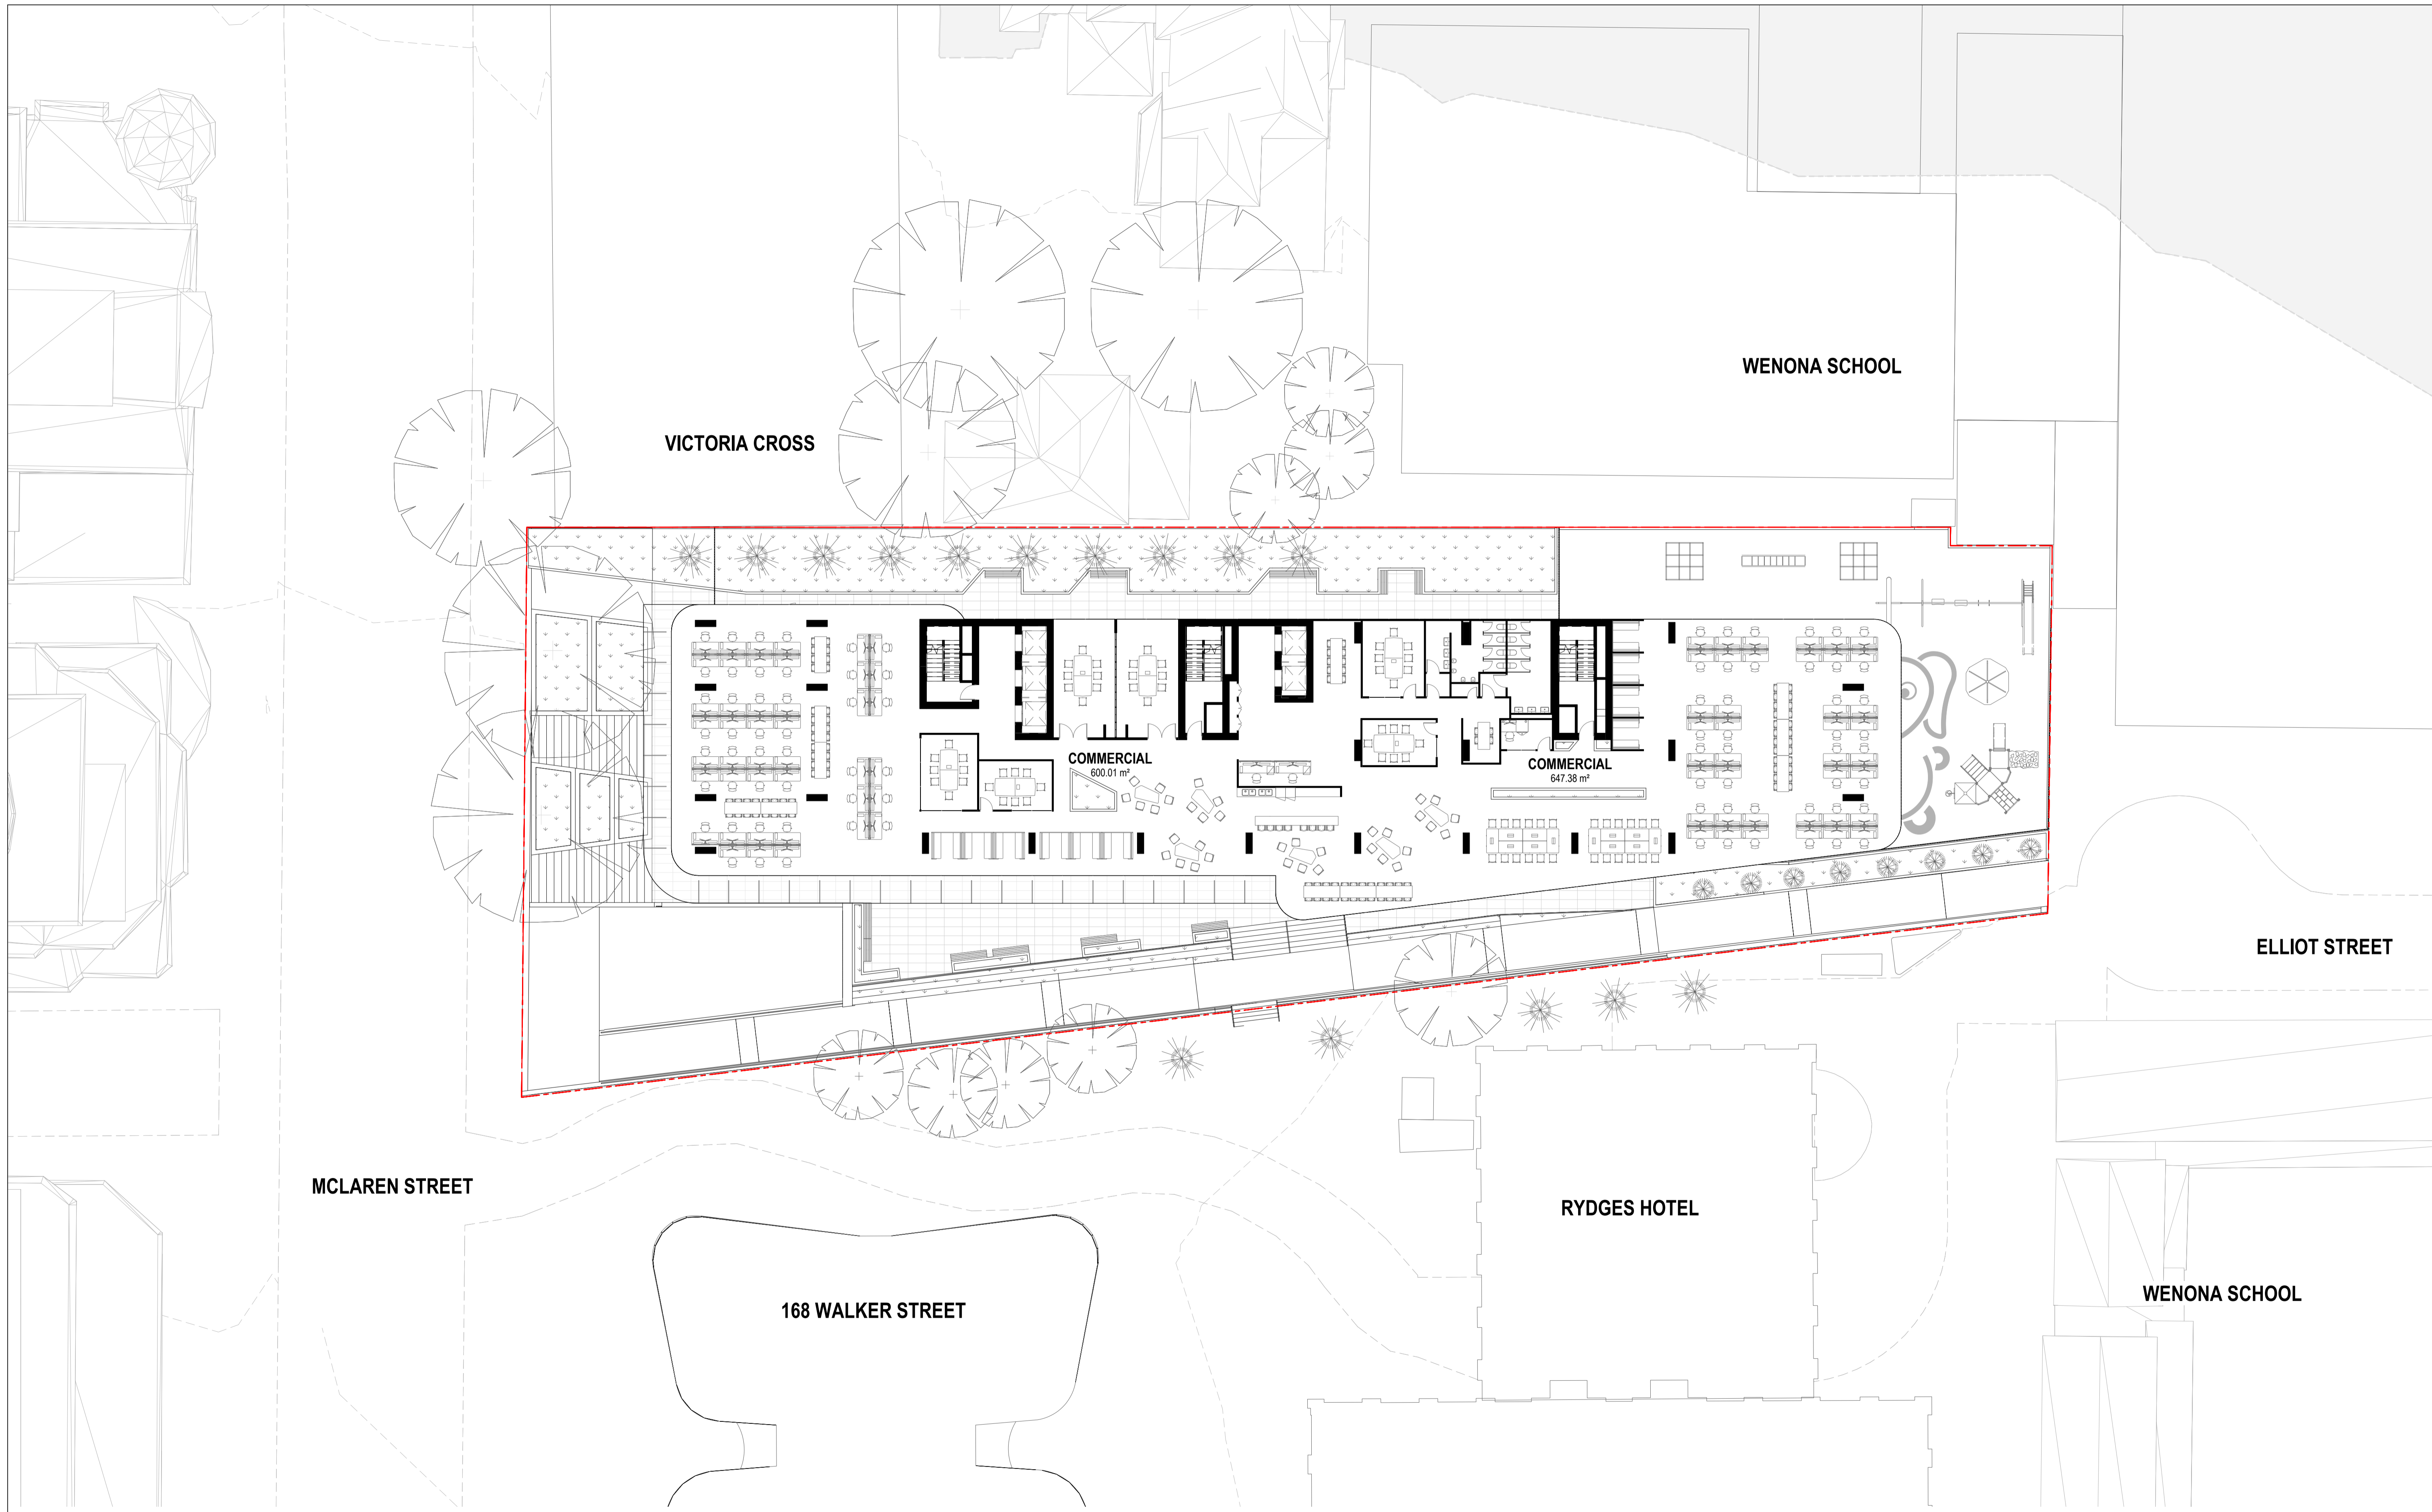 WENONA SCHOOL
VICTORIA CROSS
COMMERCIAL
600.01 m²
COMMERCIAL
647.38 m²
ELLIOT STREET
MCLAREN STREET
RYDGES HOTEL
168 WALKER STREET
WENONA SCHOOL